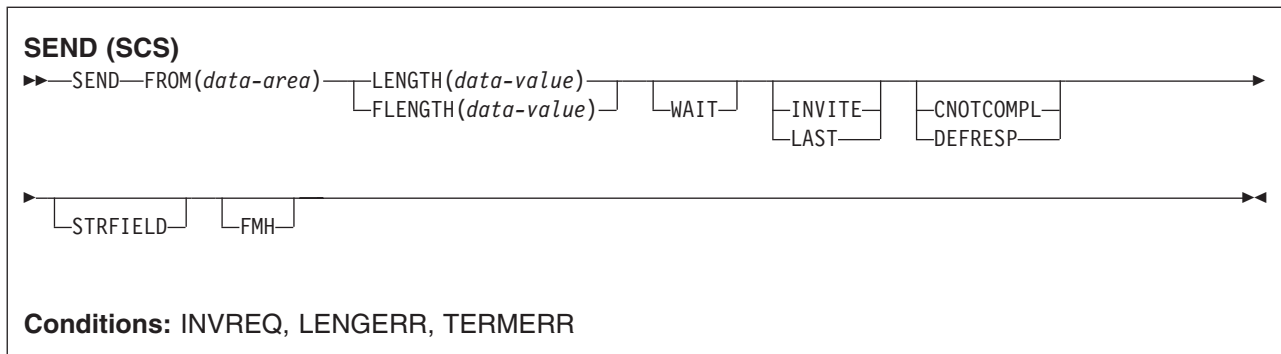 SEND (SCS)
SEND FROM(data-area) LENGTH(data-value) WAIT INVITE CNOTCOMPL
FLENGTH(data-value) LAST DEFRESP
STRFIELD FMH
Conditions: INVREQ, LENGERR, TERMERR